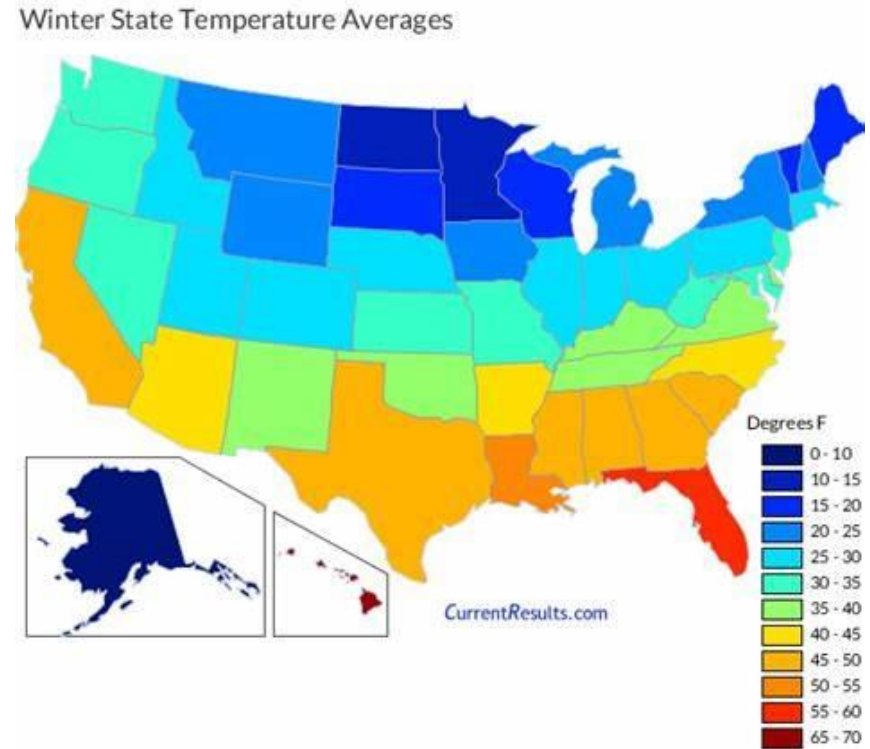 Winter State Temperature Averages
Degrees F
0 - 10
10 - 15
15 - 20
20 - 25
25 - 30
30 - 35
35 - 40
40 - 45
45 - 50
50 - 55
55 - 60
65 - 70
CurrentResults.com